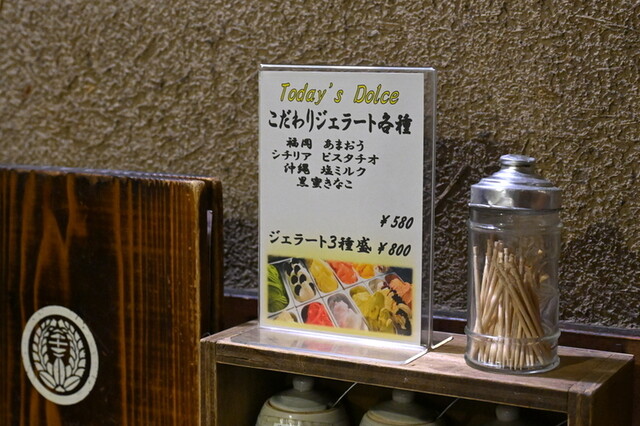 Today's Dolce
こだわりジェラート各種
福岡 あまおう
シチリア ピスタチオ
沖縄 塩ミルク
黒蜜きなこ
¥580
ジェラート3種盛 ¥800